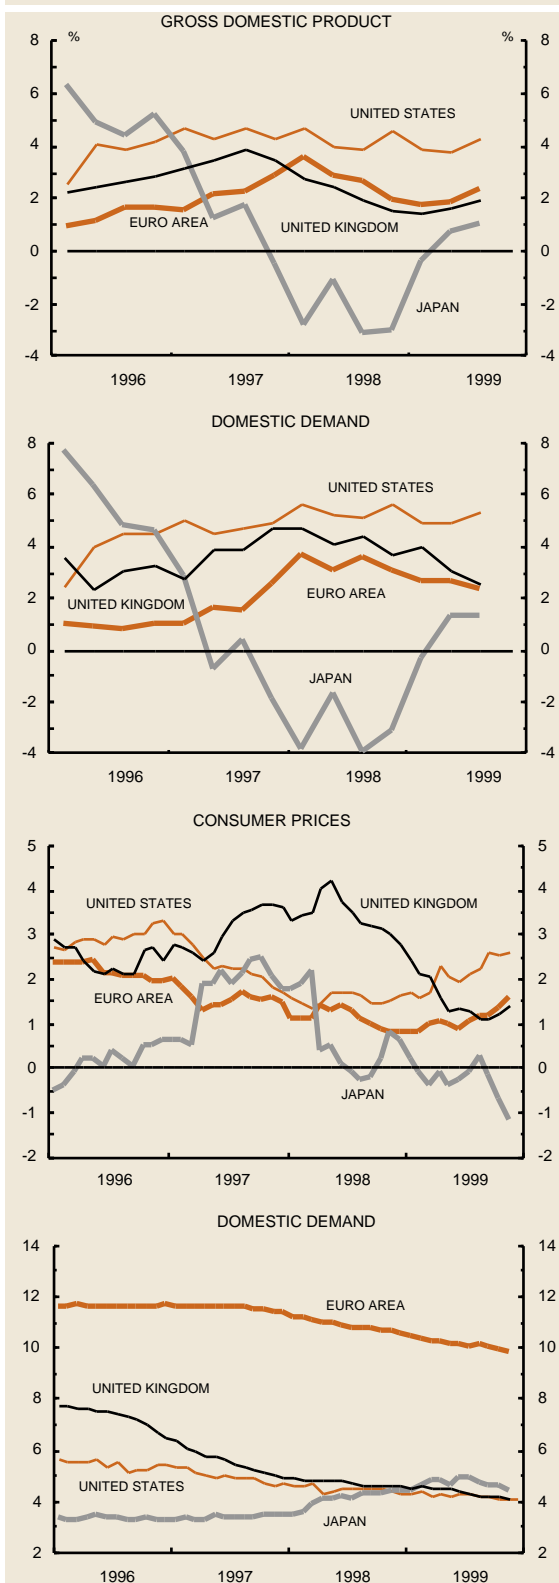 GROSS DOMESTIC PRODUCT
8 % % 8
6 6
UNITED STATES
4 4
2 2
EURO AREA UNITED KINGDOM
0 0
-2 -2
JAPAN
-4 -4
1996 1997 1998 1999
DOMESTIC DEMAND
8 8
UNITED STATES
6 6
4 4
EURO AREA
2 UNITED KINGDOM 2
0 0
JAPAN
-2 -2
-4 -4
1996 1997 1998 1999
CONSUMER PRICES
5 5
4 4
UNITED STATES UNITED KINGDOM
3 3
2 2
EURO AREA
1 1
0 0
JAPAN
-1 -1
-2 -2
1996 1997 1998 1999
DOMESTIC DEMAND
14 14
12 12
EURO AREA
10 10
UNITED KINGDOM
8 8
6 6
UNITED STATES
4 4
JAPAN
2 2
1996 1997 1998 1999